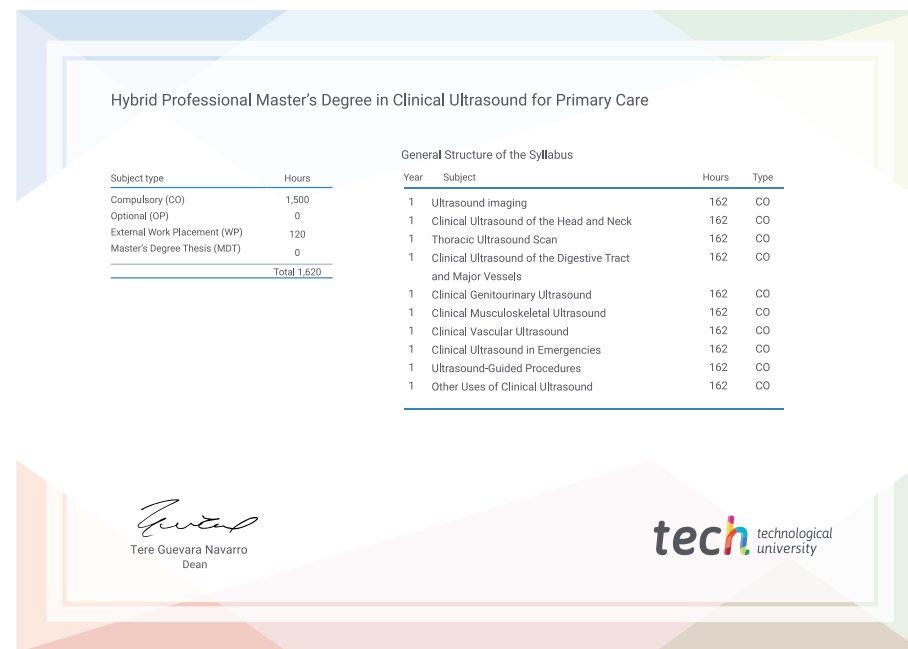 Hybrid Professional Master's Degree in Clinical Ultrasound for Primary Care
Subject type Hours
Compulsory (CO) 1,500
Optional (OP) 0
External Work Placement (WP) 120
Master's Degree Thesis (MDT) 0
Total 1,620
General Structure of the Syllabus
Year Subject Hours Type
1 Ultrasound imaging 162 CO
1 Clinical Ultrasound of the Head and Neck 162 CO
1 Thoracic Ultrasound Scan 162 CO
1 Clinical Ultrasound of the Digestive Tract 162 CO
and Major Vessels
1 Clinical Genitourinary Ultrasound 162 CO
1 Clinical Musculoskeletal Ultrasound 162 CO
1 Clinical Vascular Ultrasound 162 CO
1 Clinical Ultrasound in Emergencies 162 CO
1 Ultrasound-Guided Procedures 162 CO
1 Other Uses of Clinical Ultrasound 162 CO
Tere Guevara Navarro
Dean
tech technological
university